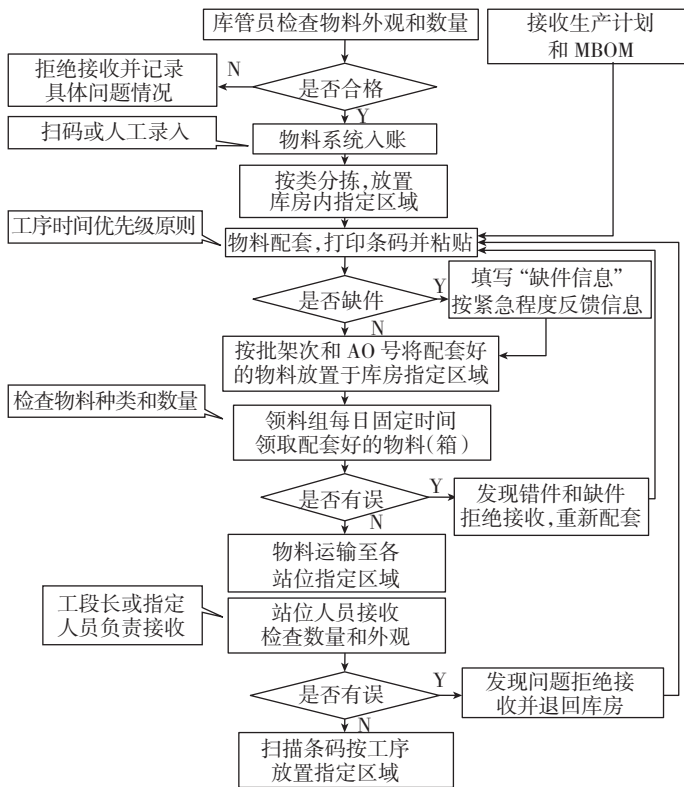 库管员检查物料外观和数量
接收生产计划
和 MBOM
拒绝接收并记录
具体问题情况
N
是否合格
Y
扫码或人工录入
物料系统入账
按类分拣,放置
库房内指定区域
工序时间优先级原则
物料配套,打印条码并粘贴
是否缺件
Y
填写“缺件信息”
按紧急程度反馈信息
N
按批架次和 AO 号将配套好
的物料放置于库房指定区域
检查物料种类和数量
领料组每日固定时间
领取配套好的物料(箱)
是否有误
Y
发现错件和缺件
拒绝接收,重新配套
N
物料运输至各
站位指定区域
工段长或指定
人员负责接收
站位人员接收
检查数量和外观
是否有误
Y
发现问题拒绝接
收并退回库房
N
扫描条码按工序
放置指定区域